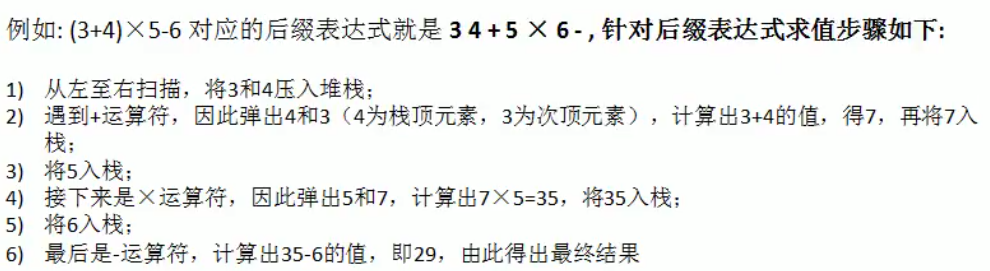 例如: (3+4)×5-6 对应的后缀表达式就是 3 4 + 5 × 6 - , 针对后缀表达式求值步骤如下:
1) 从左至右扫描，将3和4压入堆栈；
2) 遇到+运算符，因此弹出4和3（4为栈顶元素，3为次顶元素），计算出3+4的值，得7，再将7入
栈；
3) 将5入栈；
4) 接下来是×运算符，因此弹出5和7，计算出7×5=35，将35入栈；
5) 将6入栈；
6) 最后是-运算符，计算出35-6的值，即29，由此得出最终结果